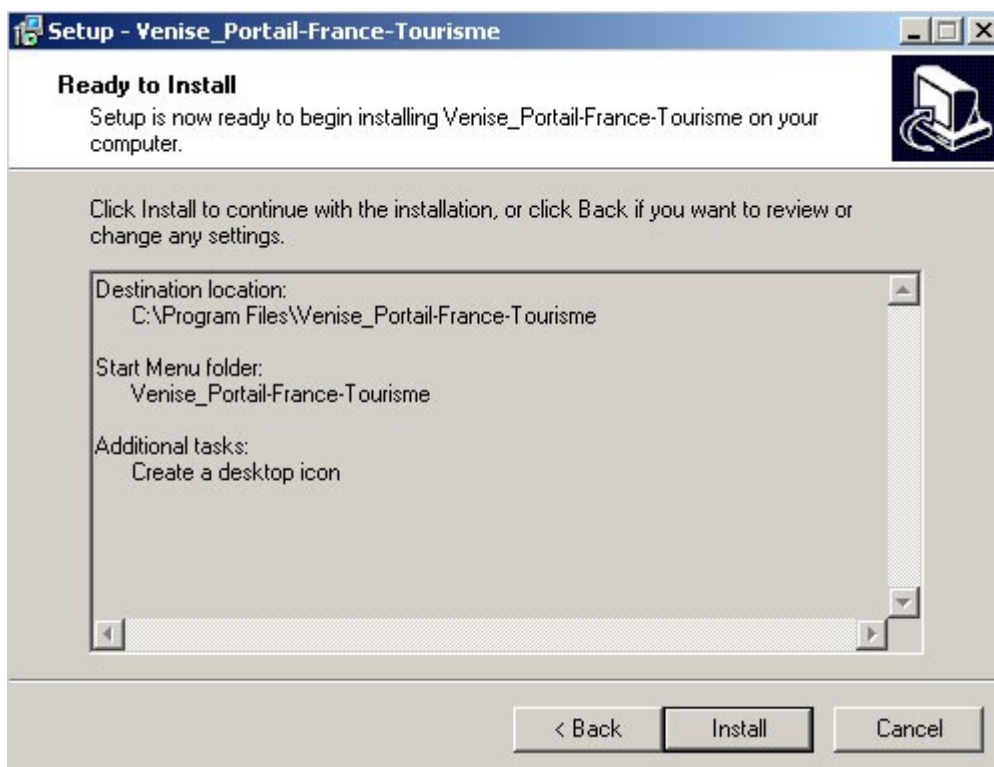 Setup - Venise_Portail-France-Tourisme
Ready to Install
Setup is now ready to begin installing Venise_Portail-France-Tourisme on your
computer.
Click Install to continue with the installation, or click Back if you want to review or
change any settings.
Destination location:
C:\Program Files\Venise_Portail-France-Tourisme
Start Menu folder:
Venise_Portail-France-Tourisme
Additional tasks:
Create a desktop icon
< Back
Install
Cancel